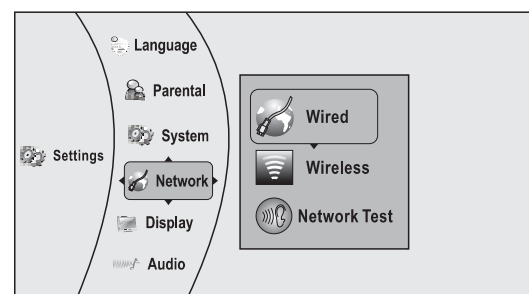 Settings
Language
Parental
System
Network
Display
Audio
Wired
Wireless
Network Test